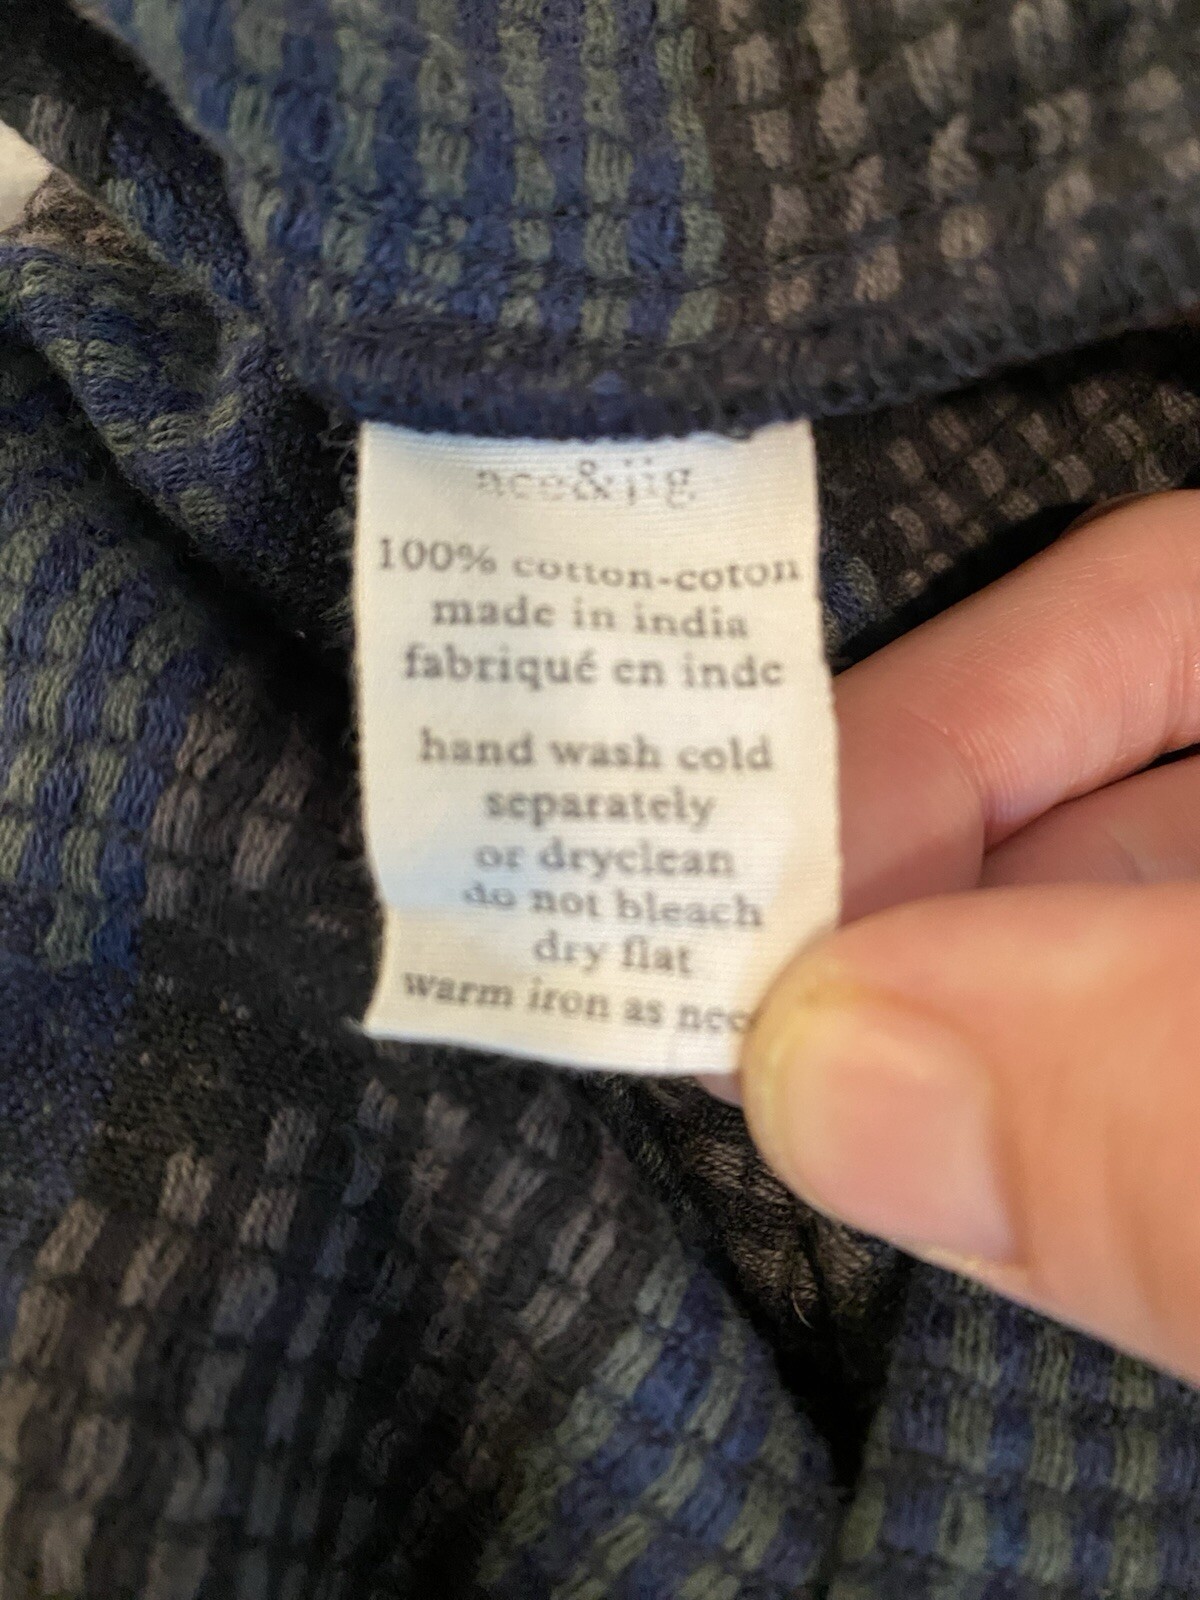 ace&jig
100% cotton-coton
made in india
fabriqué en inde
hand wash cold
separately
or dryclean
do not bleach
dry flat
warm iron as